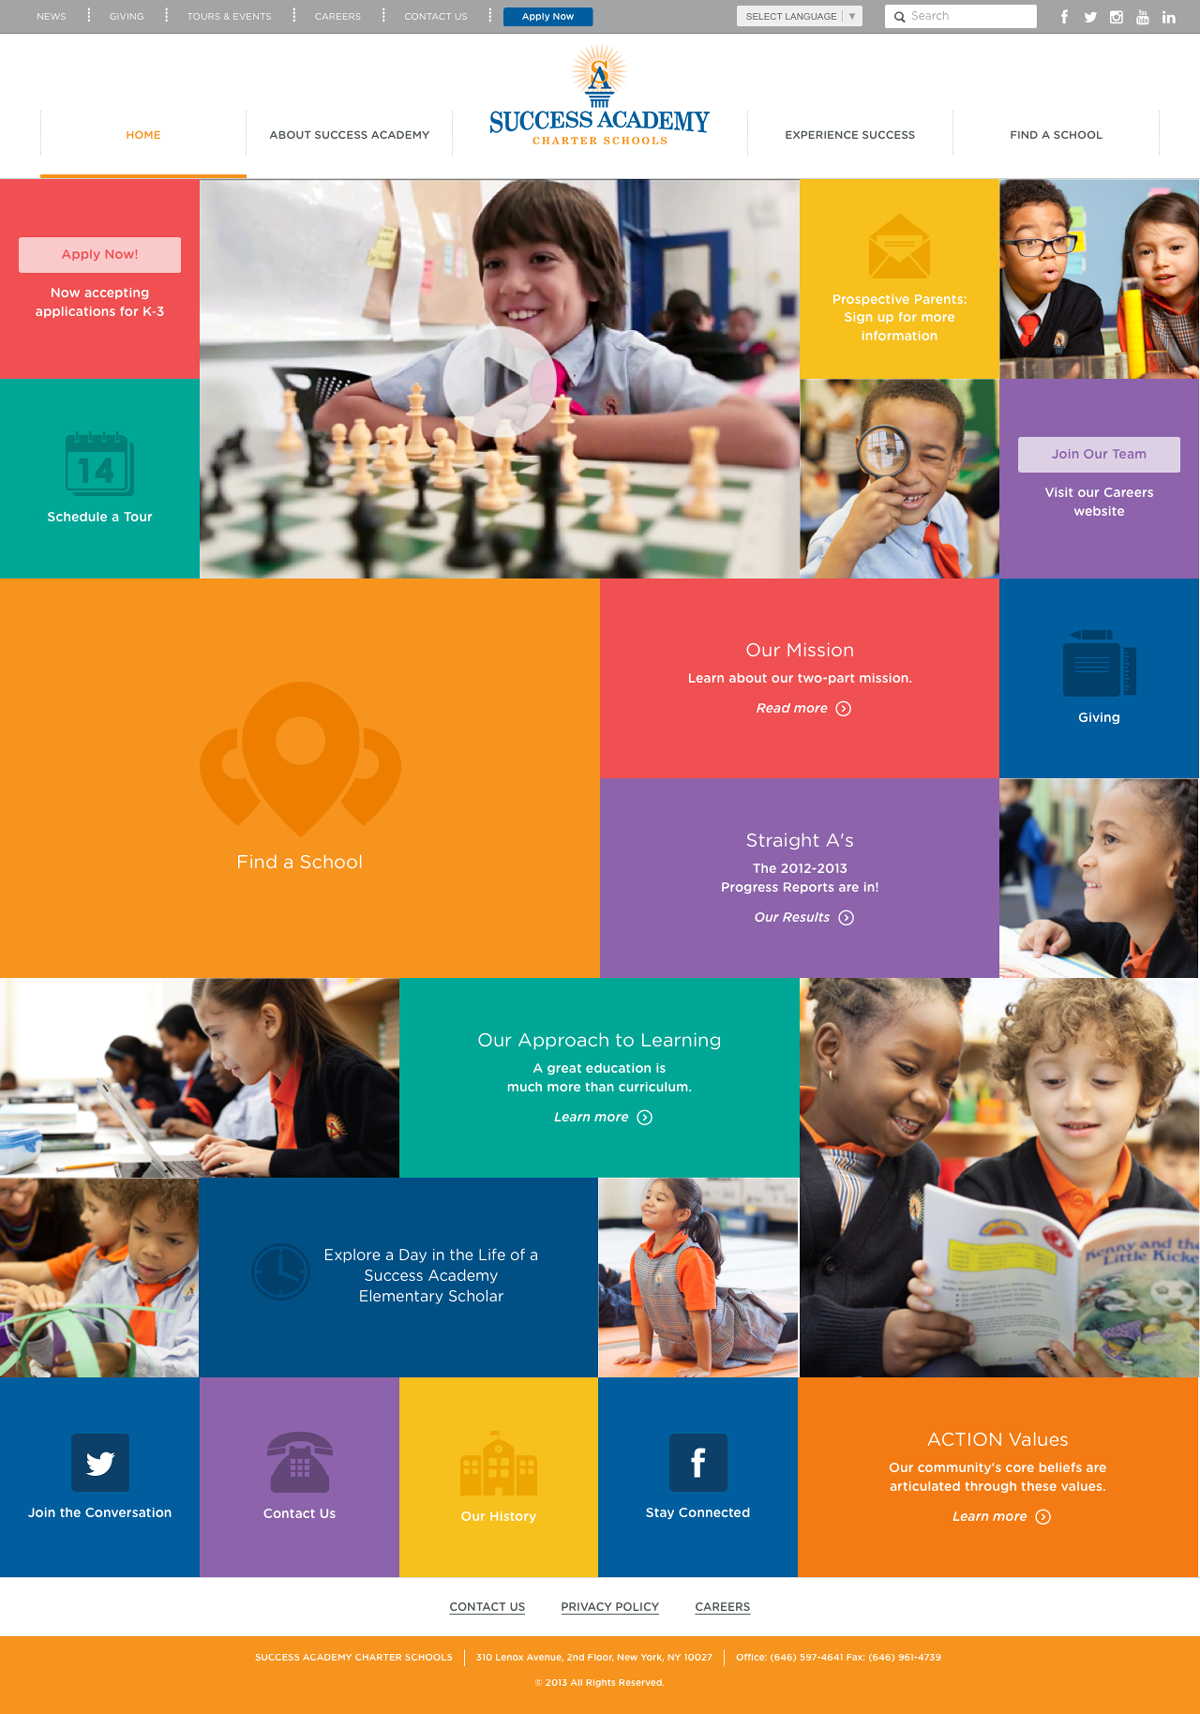 NEWS
GIVING
TOURS & EVENTS
CAREERS
CONTACT US
Apply Now
SELECT LANGUAGE
Search
You
Tube
SA
SUCCESS ACADEMY
CHARTER SCHOOLS
HOME
ABOUT SUCCESS ACADEMY
EXPERIENCE SUCCESS
FIND A SCHOOL
Apply Now!
Now accepting
applications for K-3
Prospective Parents:
Sign up for more
information
14
Schedule a Tour
Join Our Team
Visit our Careers
website
Find a School
Our Mission
Learn about our two-part mission.
Read more
Giving
Straight A's
The 2012-2013
Progress Reports are in!
Our Results
Our Approach to Learning
A great education is
much more than curriculum.
Learn more
Explore a Day in the Life of a
Success Academy
Elementary Scholar
Kenny and the
Little Kicke
Join the Conversation
Contact Us
Our History
Stay Connected
ACTION Values
Our community's core beliefs are
articulated through these values.
Learn more
CONTACT US
PRIVACY POLICY
CAREERS
SUCCESS ACADEMY CHARTER SCHOOLS
310 Lenox Avenue, 2nd Floor, New York, NY 10027
Office: (646) 597-4641 Fax: (646) 961-4739
© 2013 All Rights Reserved.